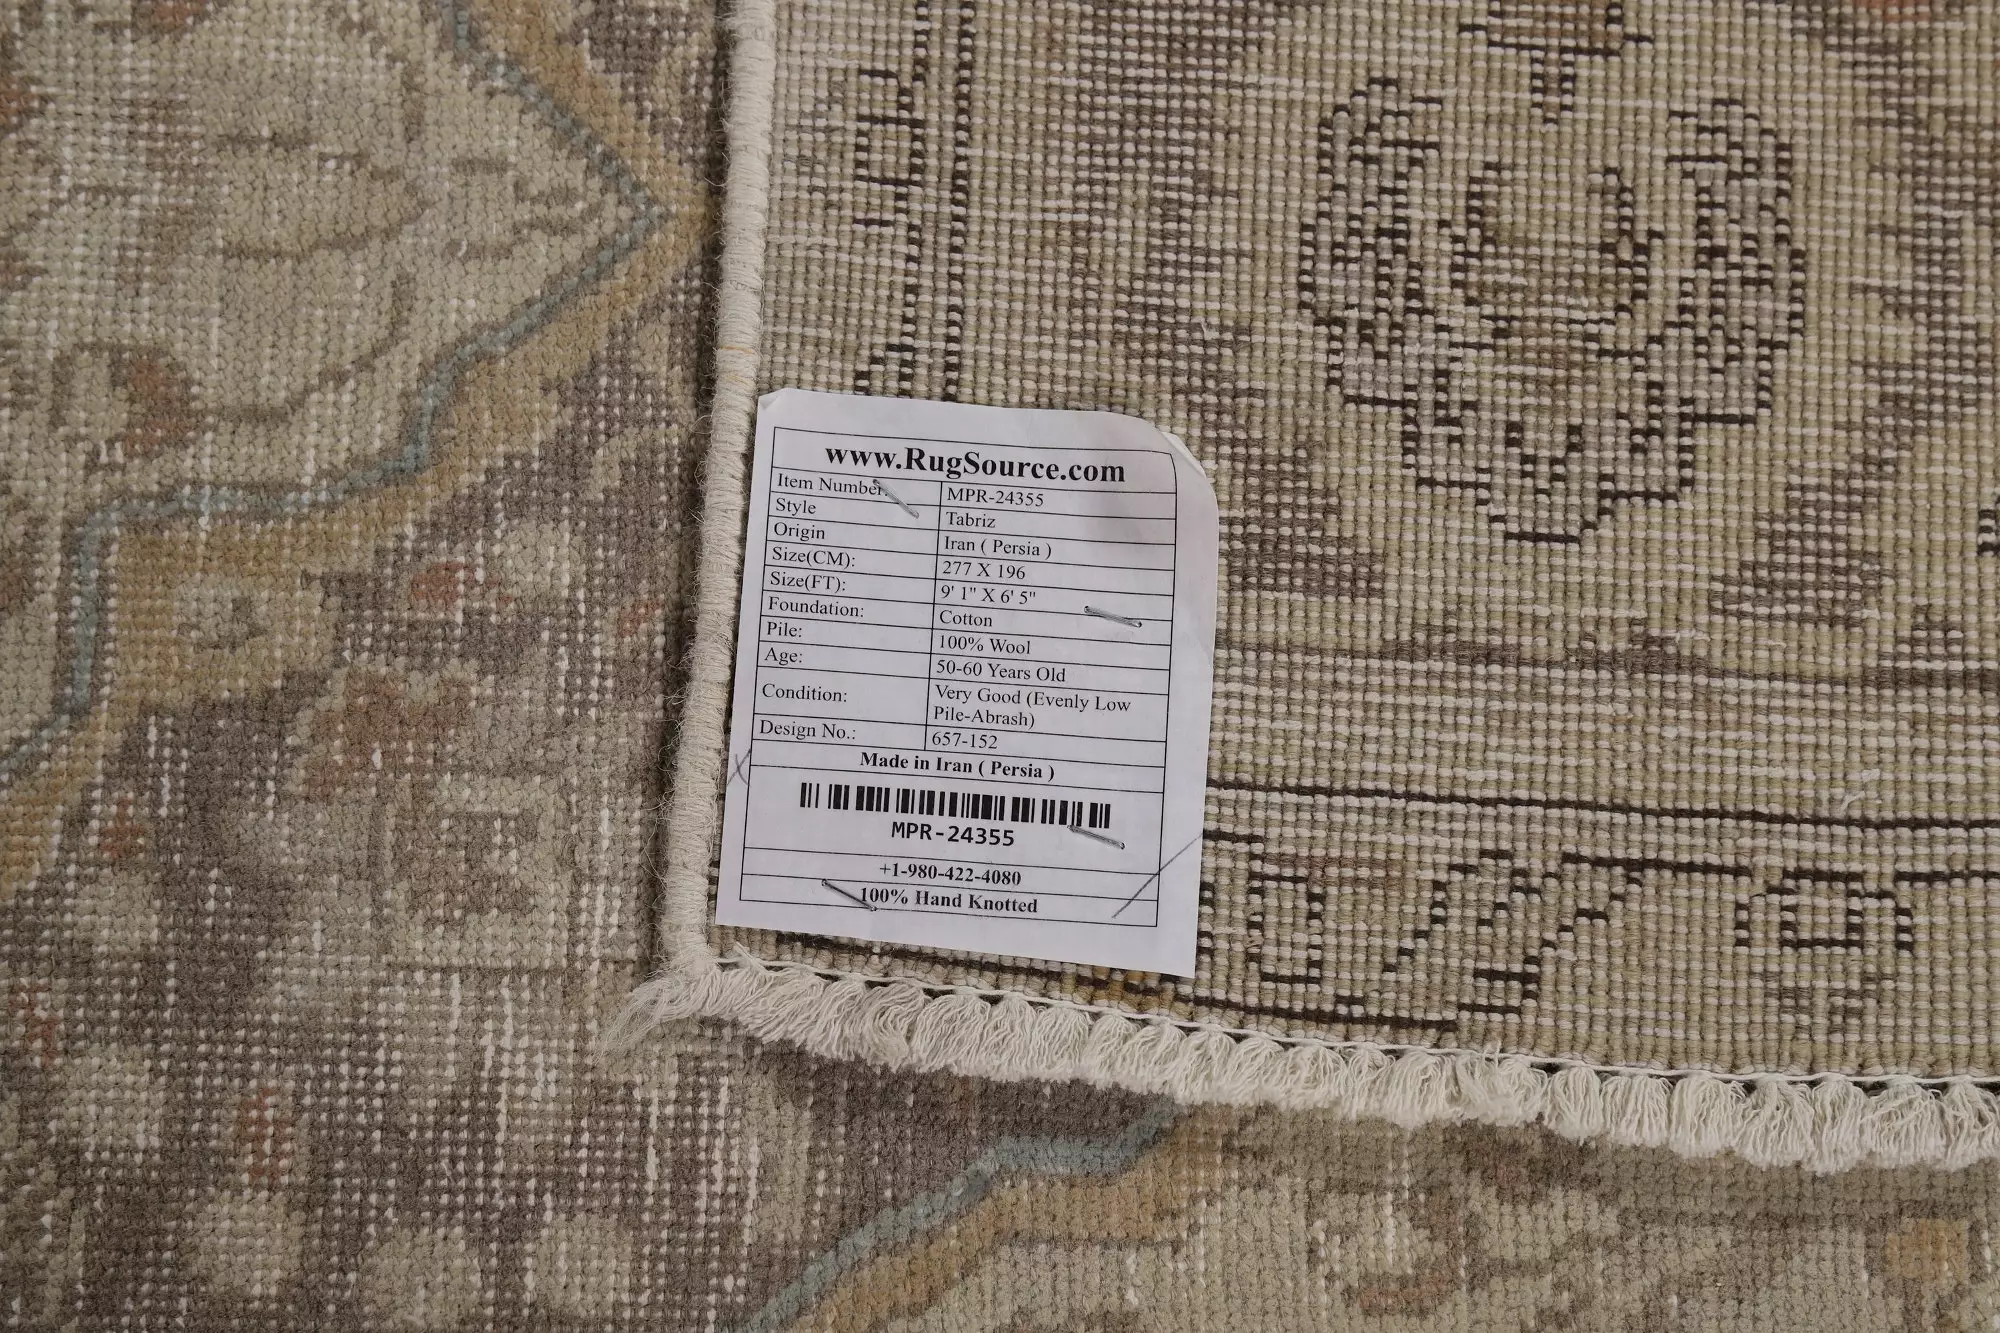 www.RugSource.com
Item Number: MPR-24355
Style Tabriz
Origin Iran ( Persia )
Size(CM): 277 X 196
Size(FT): 9' 1" X 6' 5"
Foundation: Cotton
Pile: 100% Wool
Age: 50-60 Years Old
Condition: Very Good (Evenly Low
Pile-Abrash)
Design No.: 657-152
Made in Iran ( Persia )
MPR-24355
+1-980-422-4080
100% Hand Knotted